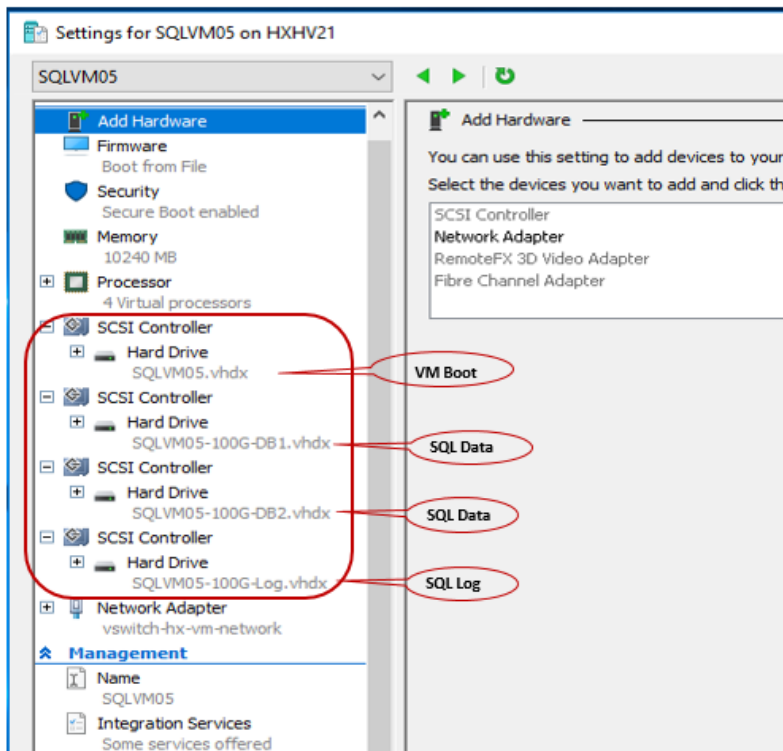 Settings for SQLVM05 on HXHV21
SQLVM05
Add Hardware
Firmware
Boot from File
Security
Secure Boot enabled
Memory
10240 MB
Processor
4 Virtual processors
SCSI Controller
Hard Drive
SQLVM05.vhdx
SCSI Controller
Hard Drive
SQLVM05-100G-DB1.vhdx
SCSI Controller
Hard Drive
SQLVM05-100G-DB2.vhdx
SCSI Controller
Hard Drive
SQLVM05-100G-Log.vhdx
Network Adapter
vswitch-hx-vm-network
Management
Name
SQLVM05
Integration Services
Some services offered
Add Hardware
You can use this setting to add devices to your
Select the devices you want to add and click th
SCSI Controller
Network Adapter
RemoteFX 3D Video Adapter
Fibre Channel Adapter
VM Boot
SQL Data
SQL Data
SQL Log